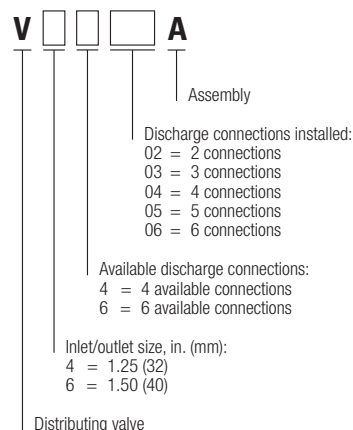 V A
Assembly
Discharge connections installed:
02 = 2 connections
03 = 3 connections
04 = 4 connections
05 = 5 connections
06 = 6 connections
Available discharge connections:
4 = 4 available connections
6 = 6 available connections
Inlet/outlet size, in. (mm):
4 = 1.25 (32)
6 = 1.50 (40)
Distributing valve